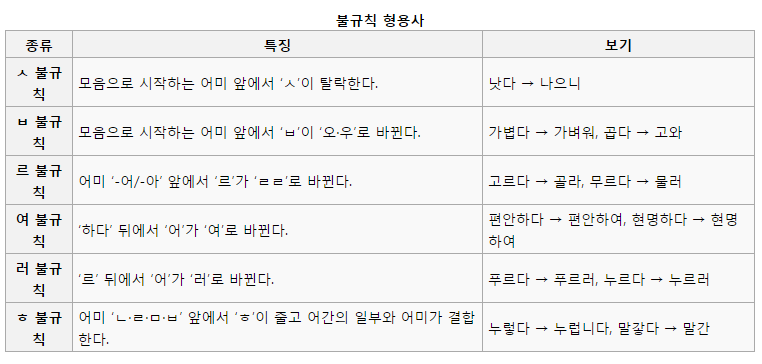 불규칙 형용사
종류 특징 보기
ㅅ 불규
칙
모음으로 시작하는 어미 앞에서 ‘ㅅ’이 탈락한다. 낫다 → 나으니
ㅂ 불규
칙
모음으로 시작하는 어미 앞에서 ‘ㅂ’이 ‘오·우’로 바뀐다. 가볍다 → 가벼워, 곱다 → 고와
르 불규
칙
어미 ‘-어/-아’ 앞에서 ‘르’가 ‘ㄹㄹ’로 바뀐다. 고르다 → 골라, 무르다 → 물러
여 불규
칙
‘하다’ 뒤에서 ‘어’가 ‘여’로 바뀐다.
편안하다 → 편안하여, 현명하다 → 현명
하여
러 불규
칙
‘르’ 뒤에서 ‘어’가 ‘러’로 바뀐다. 푸르다 → 푸르러, 누르다 → 누르러
ㅎ 불규
칙
어미 ‘ㄴ·ㄹ·ㅁ·ㅂ’ 앞에서 ‘ㅎ’이 줄고 어간의 일부와 어미가 결합
한다.
누렇다 → 누럽니다, 말갛다 → 말간